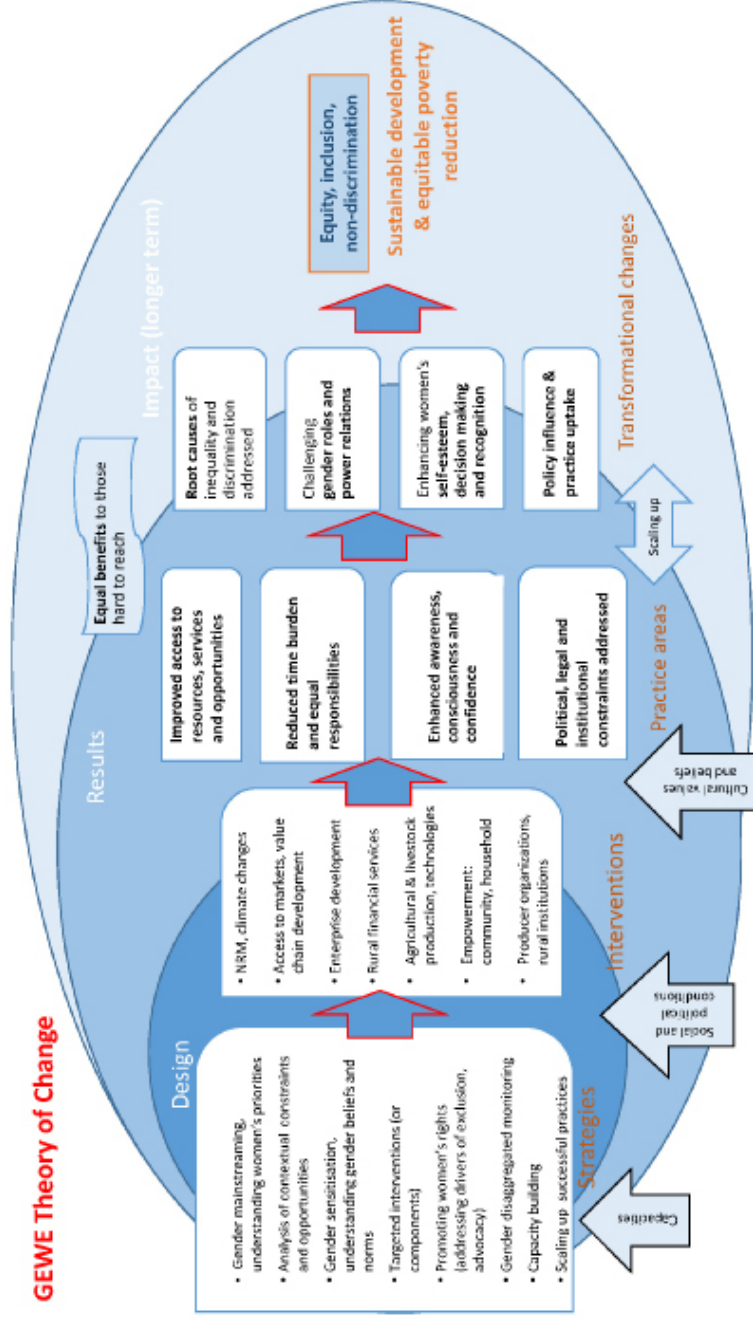 GEWE Theory of Change
Design
• Gender mainstreaming,
understanding women's priorities
• Analysis of contextual constraints
and opportunities
• Gender sensitisation,
understanding gender beliefs and
norms
• Targeted interventions (or
components)
• Promoting women's rights
(addressing drivers of exclusion,
advocacy)
• Gender disaggregated monitoring
• Capacity building
• Scaling up successful practices
Strategies
Capacities
• NRM, climate changes
• Access to markets, value
chain development
• Enterprise development
• Rural financial services
• Agricultural & livestock
production, technologies
• Empowerment:
community, household
• Producer organizations,
rural institutions
Interventions
Social and
political
conditions
Results
Equal benefits to those
hard to reach
Improved access to
resources, services
and opportunities
Reduced time burden
and equal
responsibilities
Enhanced awareness,
consciousness and
confidence
Political, legal and
institutional
constraints addressed
Practice areas
Cultural values
and beliefs
Scaling up
Impact (longer term)
Root causes of
inequality and
discrimination
addressed
Challenging
gender roles and
power relations
Enhancing women's
self-esteem,
decision making
and recognition
Policy influence &
practice uptake
Transformational changes
Equity, inclusion,
non-discrimination
Sustainable development
& equitable poverty
reduction